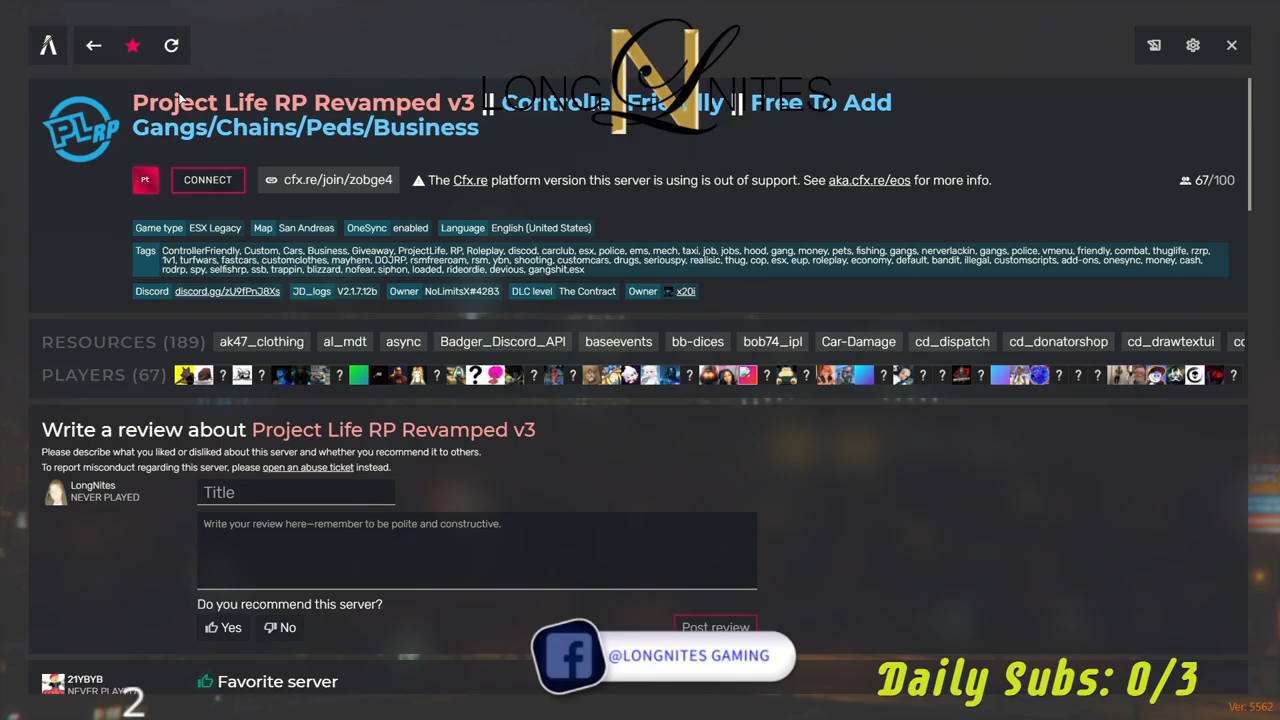 LONG N L NITES
Project Life RP Revamped v3 || Controller Friendly || Free To Add
Gangs/Chains/Peds/Business
PLRP
Pt
CONNECT
cfx.re/join/zobge4
The Cfx.re platform version this server is using is out of support. See aka.cfx.re/eos for more info.
67/100
Game type ESX Legacy Map San Andreas OneSync enabled Language English (United States)
Tags ControllerFriendly, Custom, Cars, Business, Giveaway, ProjectLife, RP, Roleplay, discod, carclub, esx, police, ems, mech, taxi, job, jobs, hood, gang, money, pets, fishing, gangs, nerverlackin, gangs, police, vmenu, friendly, combat, thuglife, rzrp,
1v1, turfwars, fastcars, customclothes, mayhem, DOJRP, rsmfreeroam, rsm, ybn, shooting, customcars, drugs, seriouspy, realisic, thug, cop, esx, eup, roleplay, economy, default, bandit, illegal, customscripts, add-ons, onesync, money, cash,
rodrp, spy, selfishrp, ssb, trappin, blizzard, nofear, siphon, loaded, rideordie, devious, gangshit,esx
Discord discord.gg/zU9fPnJ8Xs JD_logs V2.1.7.12b Owner NoLimitsX#4283 DLC level The Contract Owner x20i
RESOURCES (189) ak47_clothing al_mdt async Badger_Discord_API baseevents bb-dices bob74_ipl Car-Damage cd_dispatch cd_donatorshop cd_drawtextui cd
PLAYERS (67) ? ? ? ? ? ? ? ? ? ? ? ? ? ? ?
Write a review about Project Life RP Revamped v3
Please describe what you liked or disliked about this server and whether you recommend it to others.
To report misconduct regarding this server, please open an abuse ticket instead.
LongNites
NEVER PLAYED
Title
Write your review here—remember to be polite and constructive.
Do you recommend this server?
Yes No
Post review
@LONGNITES GAMING
Daily Subs: 0/3
21YBYB
NEVER PLAYED
Favorite server
2
Ver. 5562